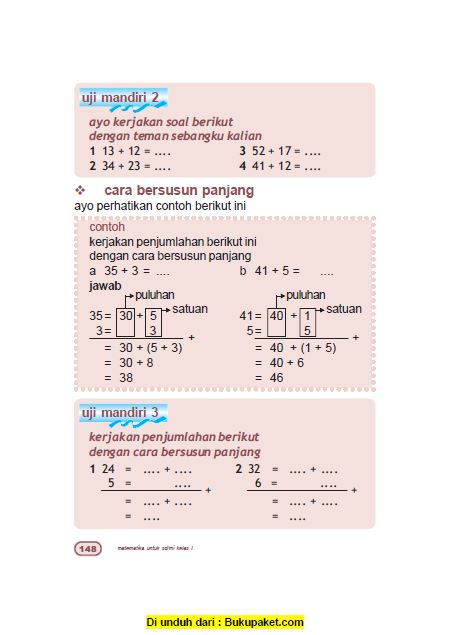 uji mandiri 2
ayo kerjakan soal berikut
dengan teman sebangku kalian
1 13 + 12 = .... 3 52 + 17 = ....
2 34 + 23 = .... 4 41 + 12 = ....
❖ cara bersusun panjang
ayo perhatikan contoh berikut ini
contoh
kerjakan penjumlahan berikut ini
dengan cara bersusun panjang
a 35 + 3 = .... b 41 + 5 = ....
jawab
puluhan puluhan
satuan satuan
35 = 30 + 5 41 = 40 + 1
3 = 3 + 5 = 5 +
= 30 + (5 + 3) = 40 + (1 + 5)
= 30 + 8 = 40 + 6
= 38 = 46
uji mandiri 3
kerjakan penjumlahan berikut
dengan cara bersusun panjang
1 24 = .... + .... 2 32 = .... + ....
5 = .... + 6 = .... +
= .... + .... = .... + ....
= .... = ....
148 matematika untuk sd/mi kelas I
Di unduh dari : Bukupaket.com